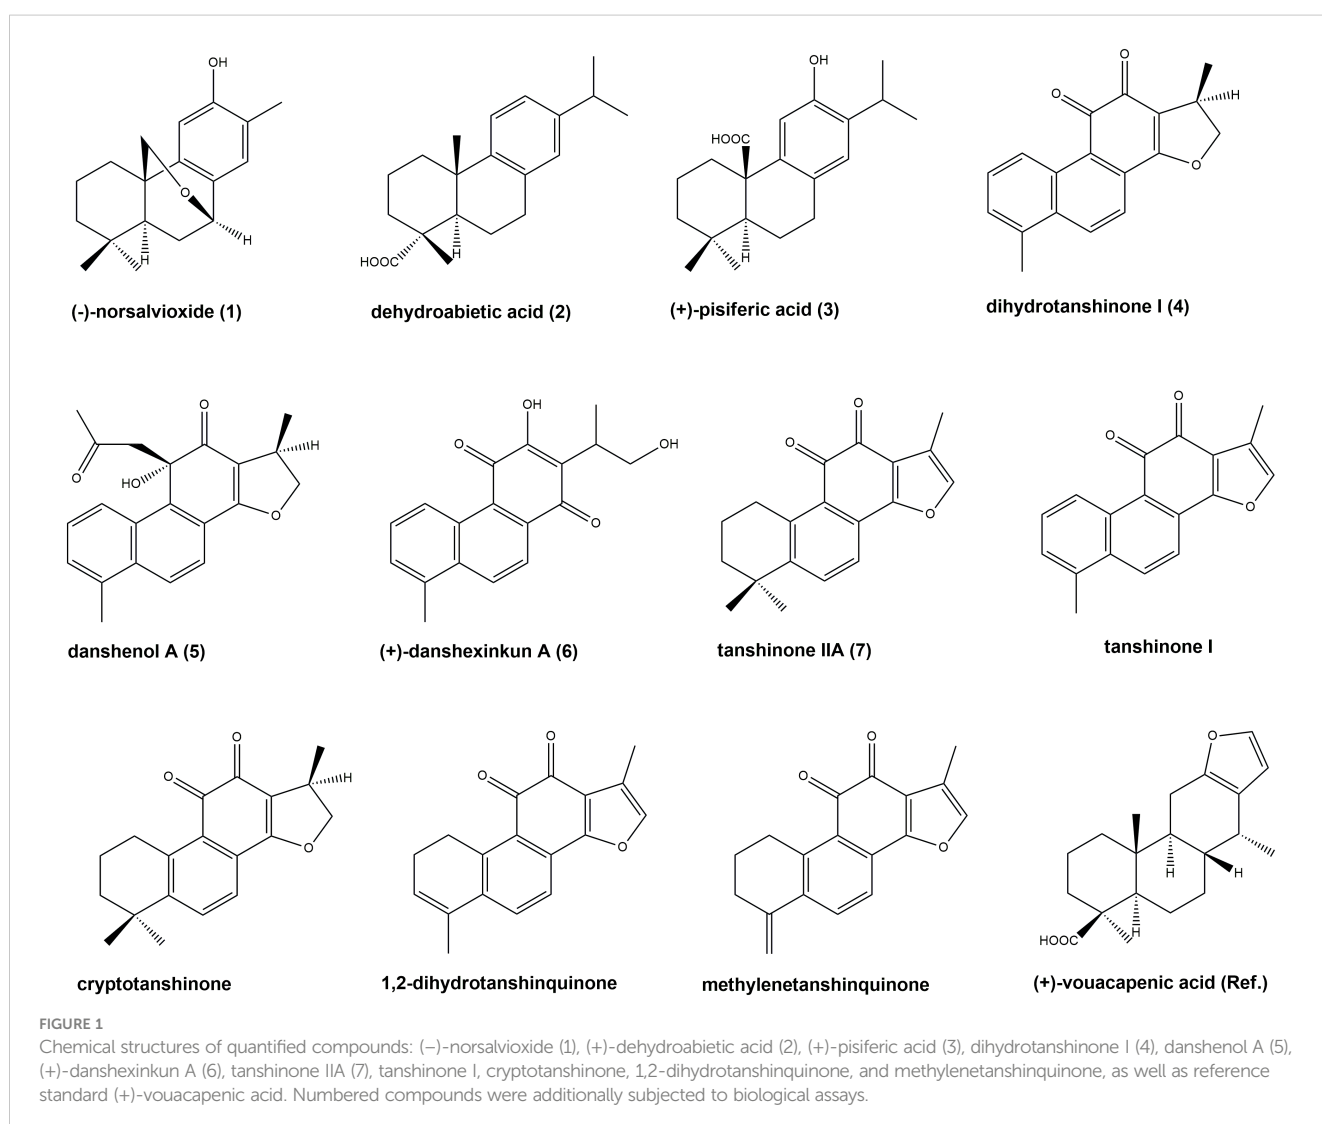 OH
O
H
(-)-norsalvioxide (1)
HOOC
H
dehydroabietic acid (2)
OH
HOOC
H
(+)-pisiferic acid (3)
O
O
H
O
dihydrotanshinone I (4)
O
O
HO
H
O
danshenol A (5)
OH
O
OH
O
(+)-danshexinkun A (6)
O
O
O
tanshinone IIA (7)
O
O
O
tanshinone I
O
O
H
O
cryptotanshinone
O
O
O
1,2-dihydrotanshinquinone
O
O
O
methylenetanshinquinone
O
H
H
HOOC
H
(+)-vouacapenic acid (Ref.)
FIGURE 1
Chemical structures of quantified compounds: (−)-norsalvioxide (1), (+)-dehydroabietic acid (2), (+)-pisiferic acid (3), dihydrotanshinone I (4), danshenol A (5),
(+)-danshexinkun A (6), tanshinone IIA (7), tanshinone I, cryptotanshinone, 1,2-dihydrotanshinquinone, and methylenetanshinquinone, as well as reference
standard (+)-vouacapenic acid. Numbered compounds were additionally subjected to biological assays.